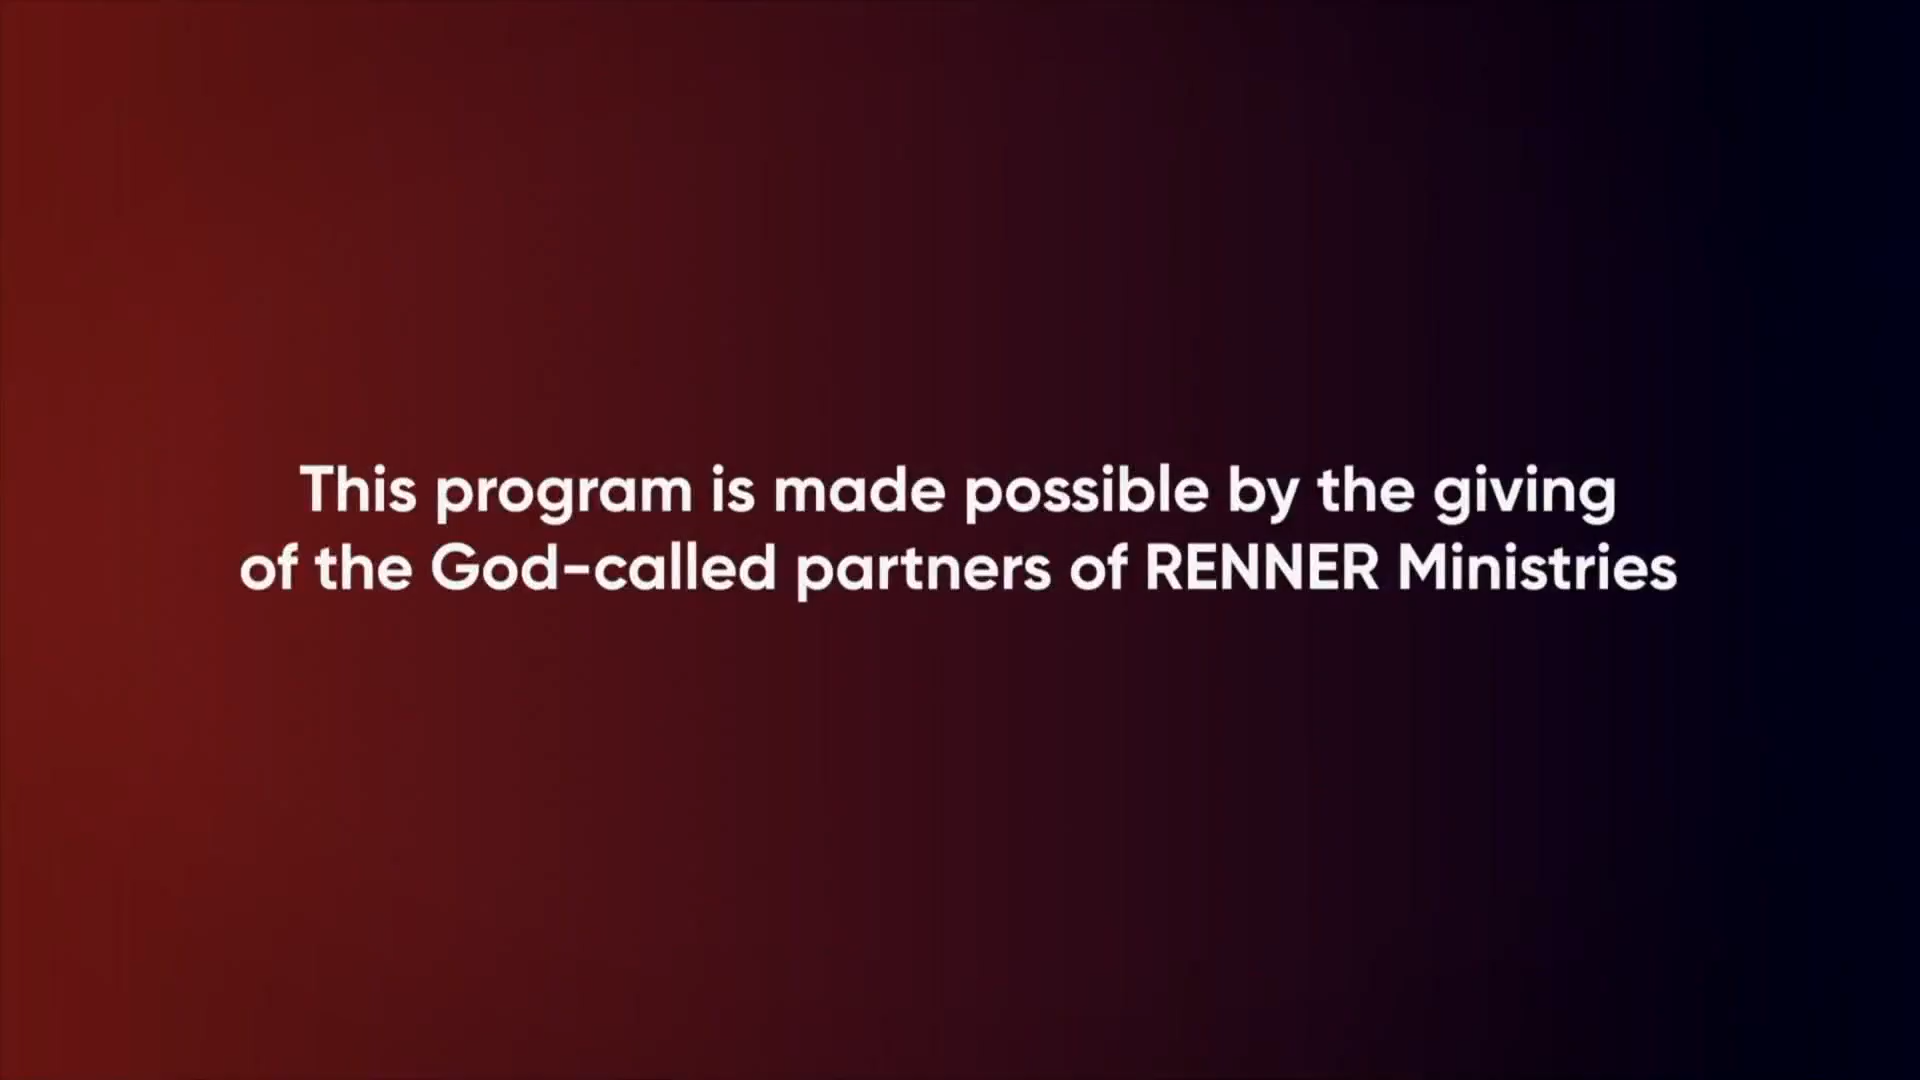 This program is made possible by the giving
of the God-called partners of RENNER Ministries